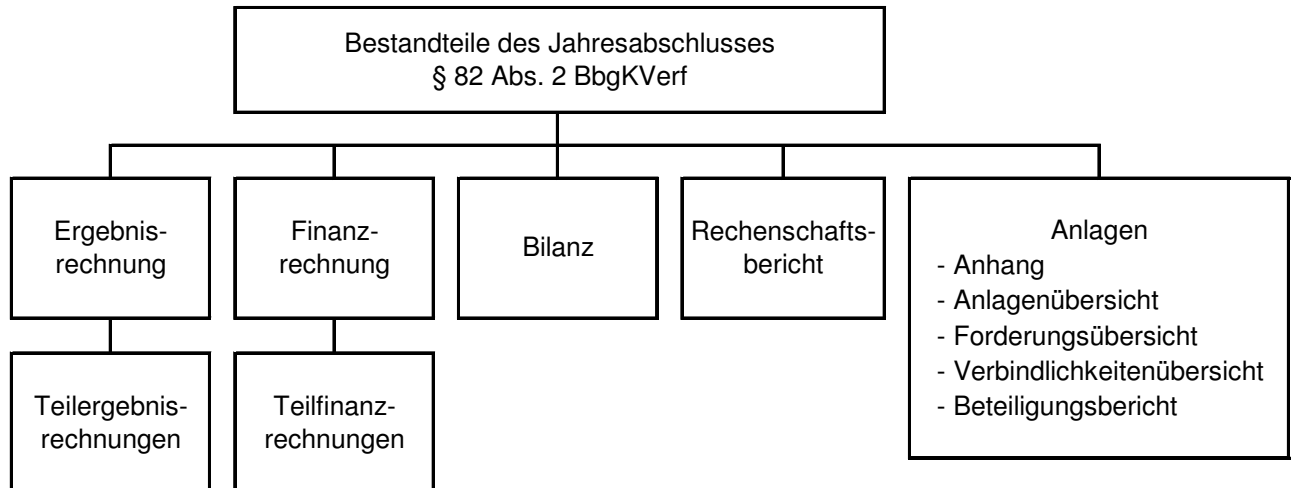 Bestandteile des Jahresabschlusses
§ 82 Abs. 2 BbgKVerf
Ergebnis-
rechnung
Finanz-
rechnung
Bilanz
Rechenschafts-
bericht
Anlagen
- Anhang
- Anlagenübersicht
- Forderungsübersicht
- Verbindlichkeitenübersicht
- Beteiligungsbericht
Teilergebnis-
rechnungen
Teilfinanz-
rechnungen